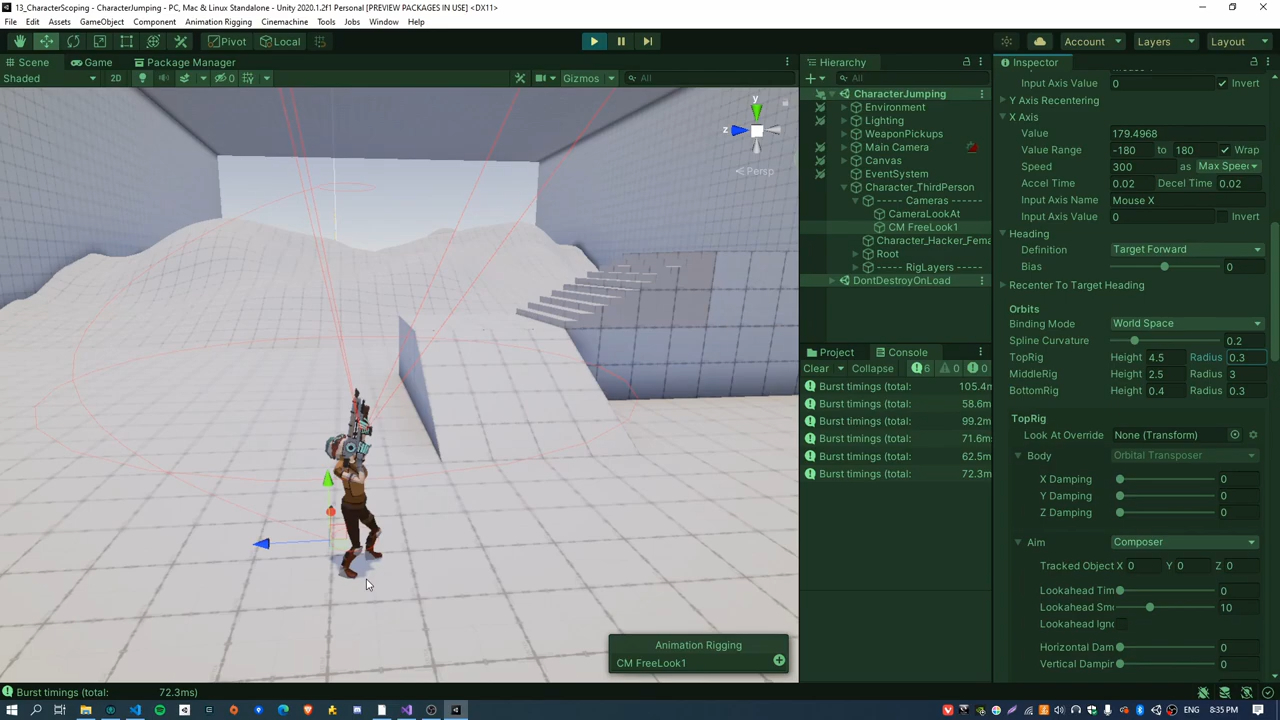 13_CharacterScoping - CharacterJumping - PC, Mac & Linux Standalone - Unity 2020.1.2f1 Personal [PREVIEW PACKAGES IN USE] <DX11>
File Edit Assets GameObject Component Animation Rigging Cinemachine Tools Jobs Window Help
Pivot Local Account Layers Layout
Scene Game Package Manager
Shaded 2D 0 Gizmos All
y
z
Persp
Animation Rigging
CM FreeLook1
Hierarchy
All
CharacterJumping
Environment
Lighting
WeaponPickups
Main Camera
Canvas
EventSystem
Character_ThirdPerson
----- Cameras ------
CameraLookAt
CM FreeLook1
Character_Hacker_Fema
Root
----- RigLayers -----
DontDestroyOnLoad
Project Console
Clear Collapse 6 0 0
Burst timings (total: 105.4m
Burst timings (total: 58.6m
Burst timings (total: 99.2m
Burst timings (total: 71.6m
Burst timings (total: 62.5m
Burst timings (total: 72.3m
Inspector
Input Axis Value 0 Invert
Y Axis Recentering
X Axis
Value 179.4968
Value Range -180 to 180 Wrap
Speed 300 as Max Speed
Accel Time 0.02 Decel Time 0.02
Input Axis Name Mouse X
Input Axis Value 0 Invert
Heading
Definition Target Forward
Bias 0
Recenter To Target Heading
Orbits
Binding Mode World Space
Spline Curvature 0.2
TopRig Height 4.5 Radius 0.3
MiddleRig Height 2.5 Radius 3
BottomRig Height 0.4 Radius 0.3
TopRig
Look At Override None (Transform)
Body Orbital Transposer
X Damping 0
Y Damping 0
Z Damping 0
Aim Composer
Tracked Object X 0 Y 0 Z 0
Lookahead Tim 0
Lookahead Smo 10
Lookahead Igno
Horizontal Dam 0
Vertical Dampin 0
Burst timings (total: 72.3ms)
ENG 8:35 PM